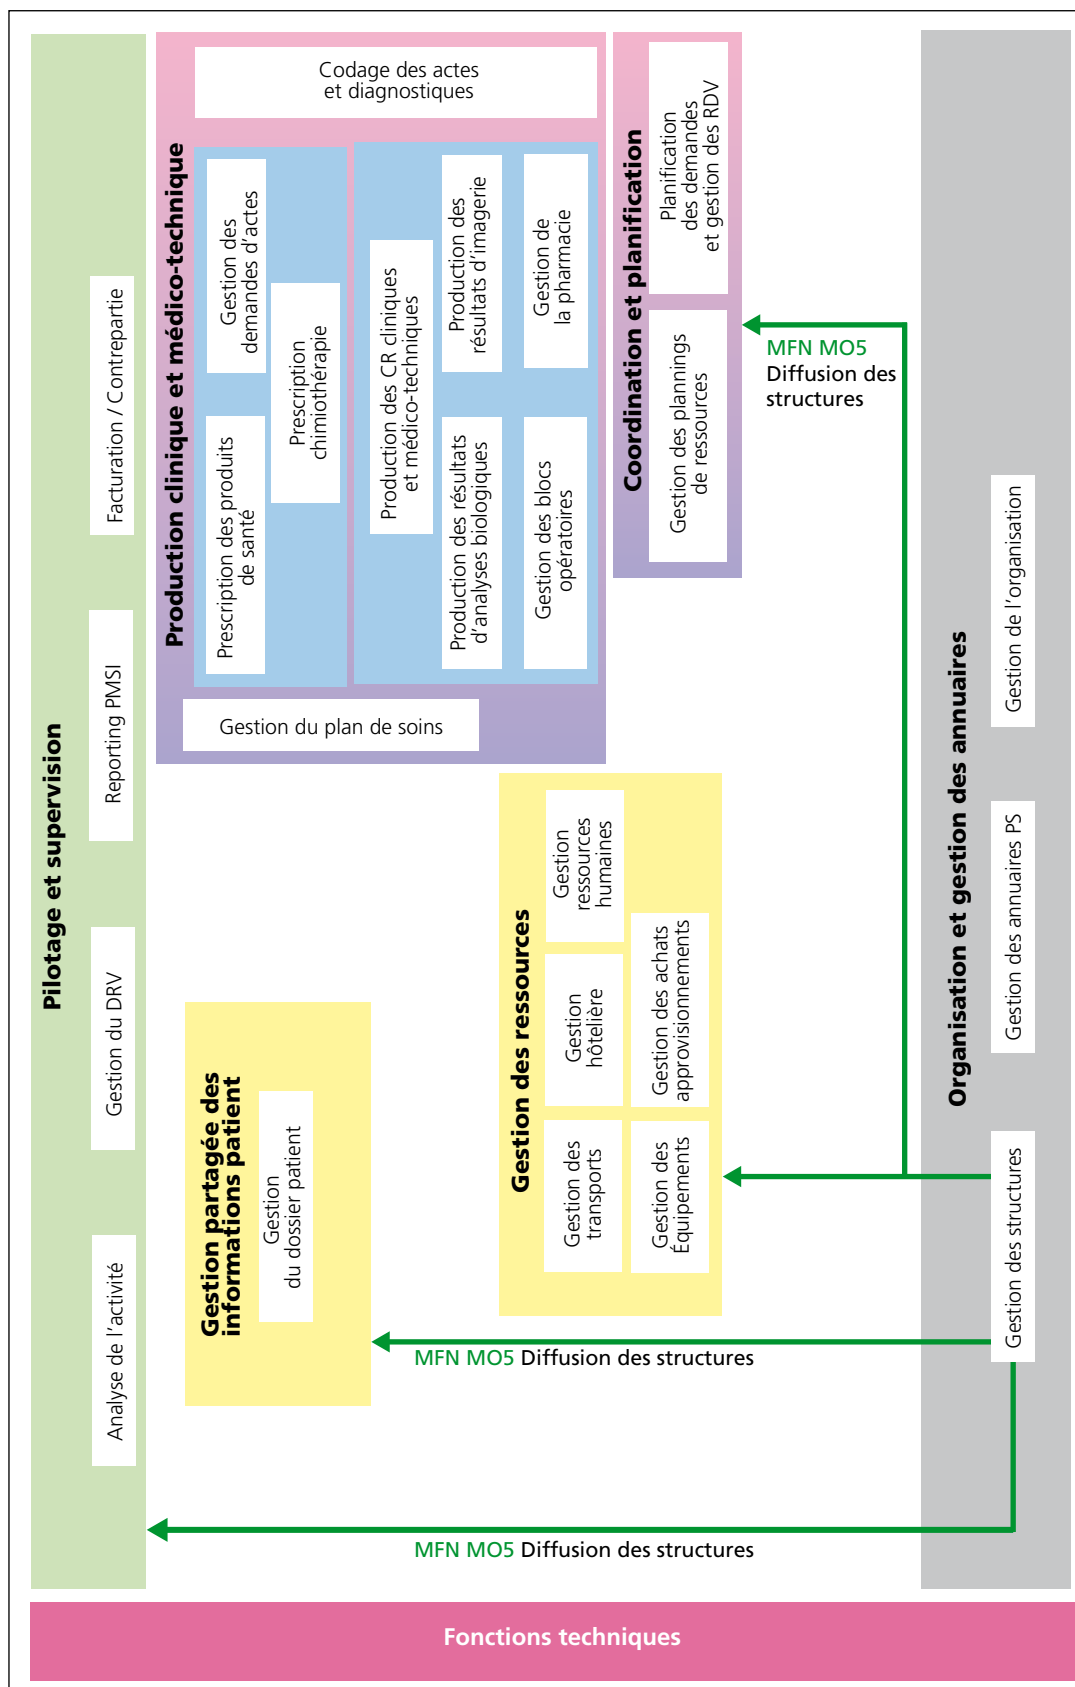 Pilotage et supervision
Analyse de l'activité
Gestion du DRV
Reporting PMSI
Facturation / Contrepartie
Gestion partagée des
informations patient
Gestion
du dossier patient
Production clinique et médico-technique
Gestion du plan de soins
Prescription des produits
de santé
Gestion des
demandes d'actes
Prescription
chimiothérapie
Production des CR cliniques
et médico-techniques
Production des résultats
d'analyses biologiques
Production des
résultats d'imagerie
Gestion des blocs
opératoires
Gestion de
la pharmacie
Codage des actes
et diagnostiques
Gestion des ressources
Gestion des
transports
Gestion
hôtelière
Gestion
ressources
humaines
Gestion des
Équipements
Gestion des achats
approvisionnements
Coordination et planification
Gestion des plannings
de ressources
Planification
des demandes
et gestion des RDV
MFN MO5
Diffusion des
structures
MFN MO5 Diffusion des structures
MFN MO5 Diffusion des structures
Organisation et gestion des annuaires
Gestion des structures
Gestion des annuaires PS
Gestion de l'organisation
Fonctions techniques